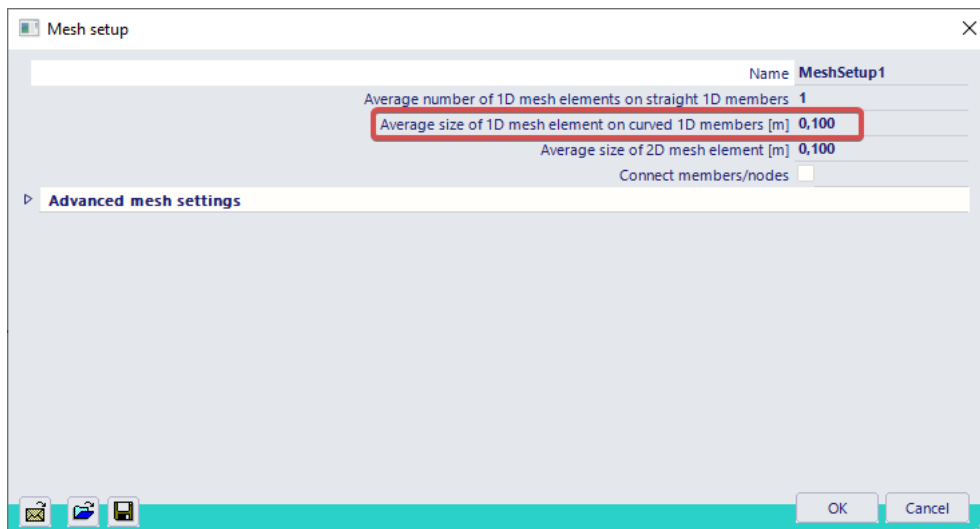 Mesh setup
Name MeshSetup1
Average number of 1D mesh elements on straight 1D members 1
Average size of 1D mesh element on curved 1D members [m] 0,100
Average size of 2D mesh element [m] 0,100
Connect members/nodes
Advanced mesh settings
OK Cancel